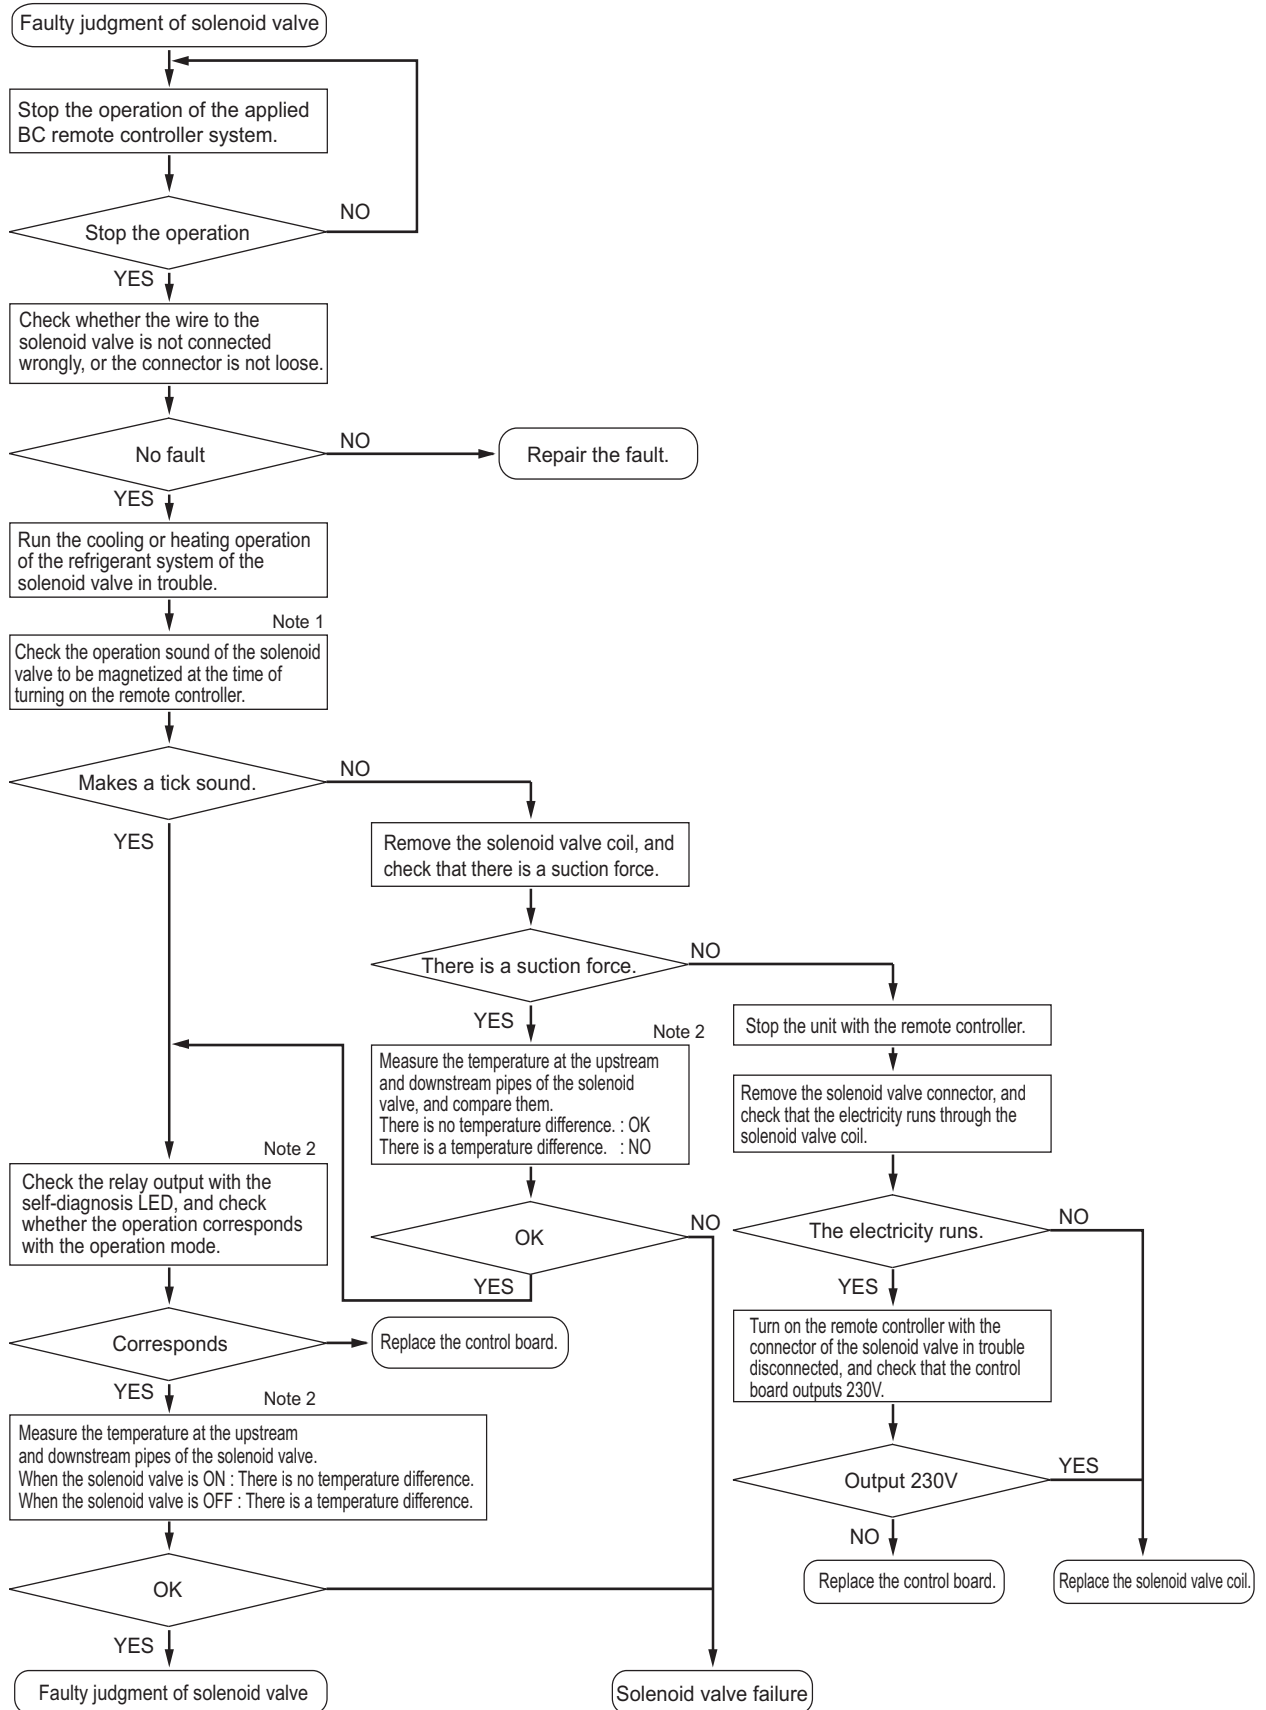 Faulty judgment of solenoid valve
Stop the operation of the applied
BC remote controller system.
Stop the operation
NO
YES
Check whether the wire to the
solenoid valve is not connected
wrongly, or the connector is not loose.
No fault
NO
Repair the fault.
YES
Run the cooling or heating operation
of the refrigerant system of the
solenoid valve in trouble.
Note 1
Check the operation sound of the solenoid
valve to be magnetized at the time of
turning on the remote controller.
Makes a tick sound.
NO
YES
Remove the solenoid valve coil, and
check that there is a suction force.
There is a suction force.
NO
YES
Note 2
Measure the temperature at the upstream
and downstream pipes of the solenoid
valve, and compare them.
There is no temperature difference. : OK
There is a temperature difference. : NO
Stop the unit with the remote controller.
Remove the solenoid valve connector, and
check that the electricity runs through the
solenoid valve coil.
Note 2
Check the relay output with the
self-diagnosis LED, and check
whether the operation corresponds
with the operation mode.
OK
NO
YES
The electricity runs.
NO
YES
Corresponds
Replace the control board.
Turn on the remote controller with the
connector of the solenoid valve in trouble
disconnected, and check that the control
board outputs 230V.
YES
Note 2
Measure the temperature at the upstream
and downstream pipes of the solenoid valve.
When the solenoid valve is ON : There is no temperature difference.
When the solenoid valve is OFF : There is a temperature difference.
Output 230V
YES
NO
OK
Replace the control board.
Replace the solenoid valve coil.
YES
Faulty judgment of solenoid valve
Solenoid valve failure